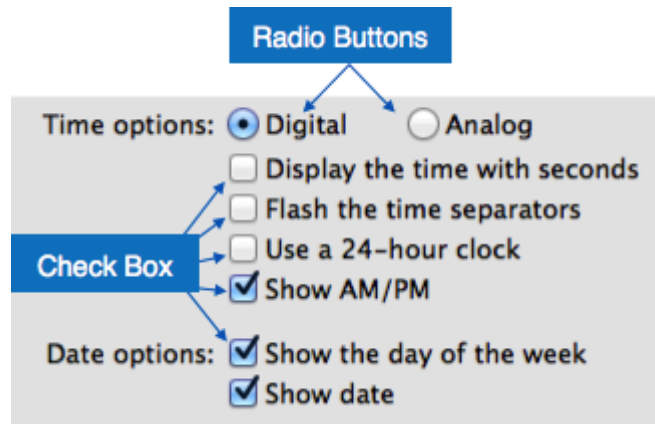 Radio Buttons
Time options: Digital Analog
Display the time with seconds
Flash the time separators
Use a 24-hour clock
Check Box
Show AM/PM
Date options: Show the day of the week
Show date